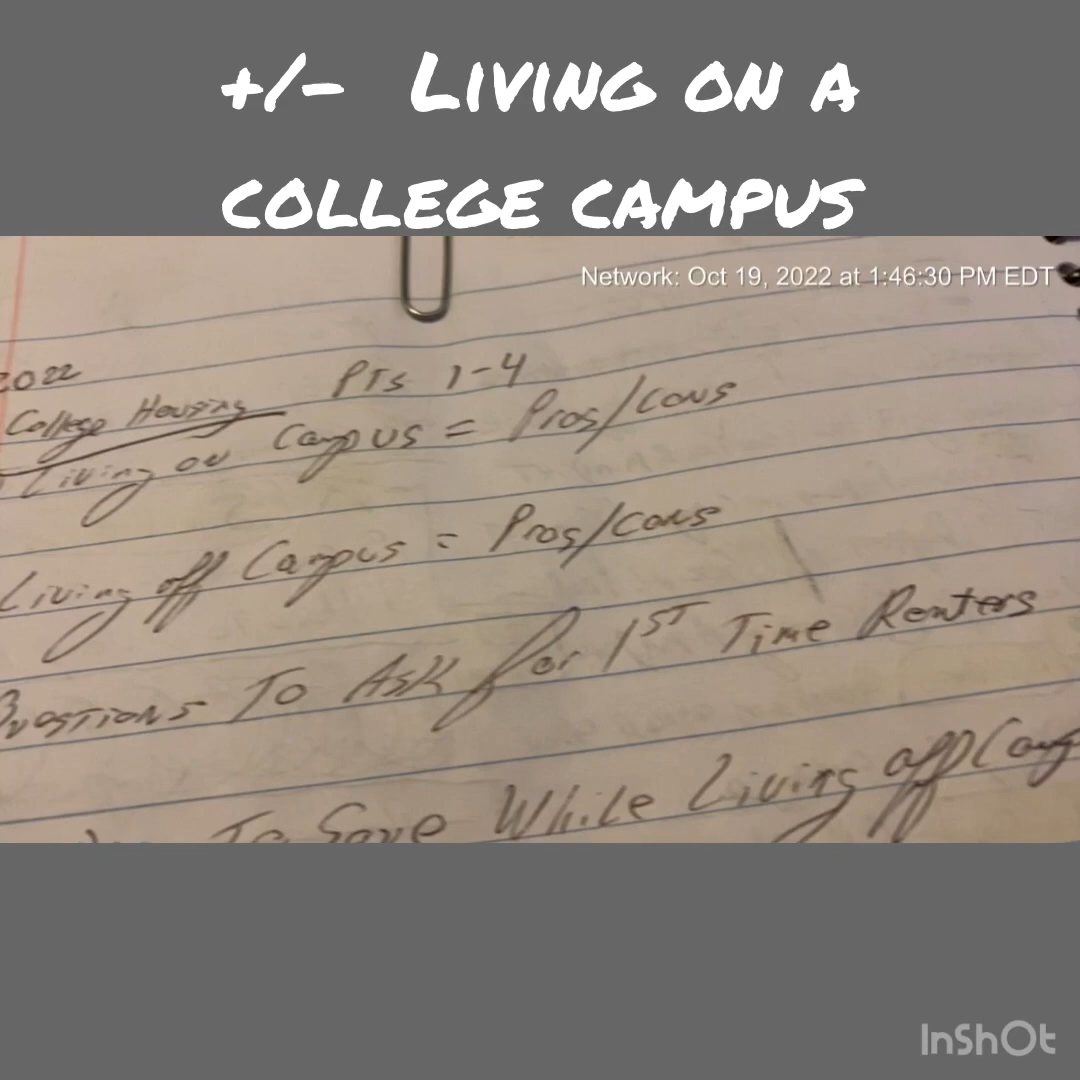 +/- LIVING ON A
COLLEGE CAMPUS
Network: Oct 19, 2022 at 1:46:30 PM EDT
2022
College Housing PTs 1-4
Living on Campus = Pros/Cons
Living off Campus = Pros/Cons
Questions To Ask for 1ST Time Renters
To Save While Living off Camp
InShOt